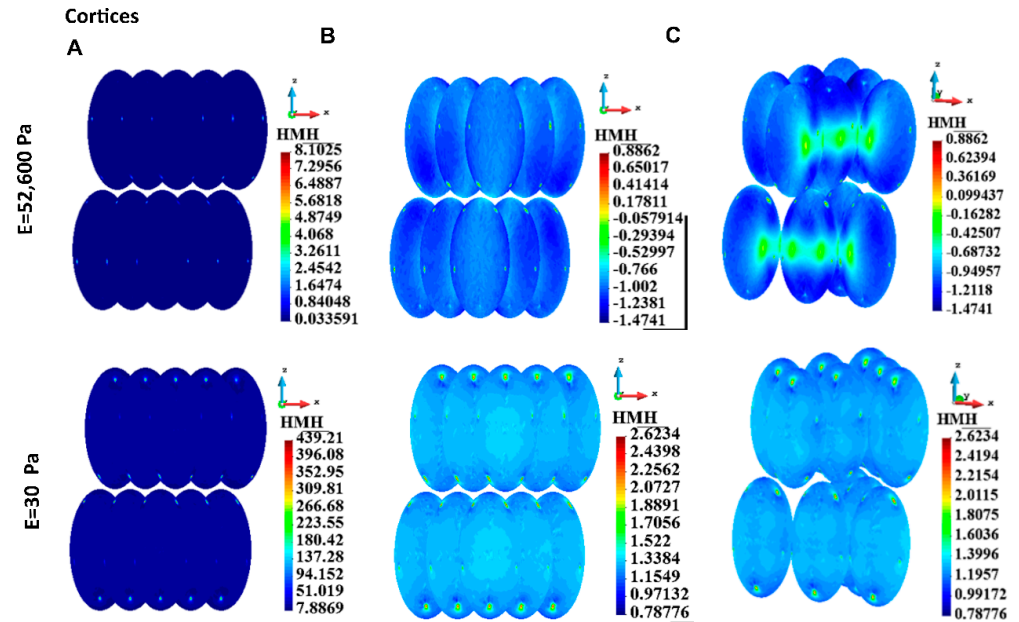 Cortices
A
B
C
E=52,600 Pa
z
x
HMH
8.1025
7.2956
6.4887
5.6818
4.8749
4.068
3.2611
2.4542
1.6474
0.84048
0.033591
z
x
HMH
0.8862
0.65017
0.41414
0.17811
-0.057914
-0.29394
-0.52997
-0.766
-1.002
-1.2381
-1.4741
z
y
x
HMH
0.8862
0.62394
0.36169
0.099437
-0.16282
-0.42507
-0.68732
-0.94957
-1.2118
-1.4741
E=30 Pa
z
x
HMH
439.21
396.08
352.95
309.81
266.68
223.55
180.42
137.28
94.152
51.019
7.8869
z
x
HMH
2.6234
2.4398
2.2562
2.0727
1.8891
1.7056
1.522
1.3384
1.1549
0.97132
0.78776
z
y
x
HMH
2.6234
2.4194
2.2154
2.0115
1.8075
1.6036
1.3996
1.1957
0.99172
0.78776